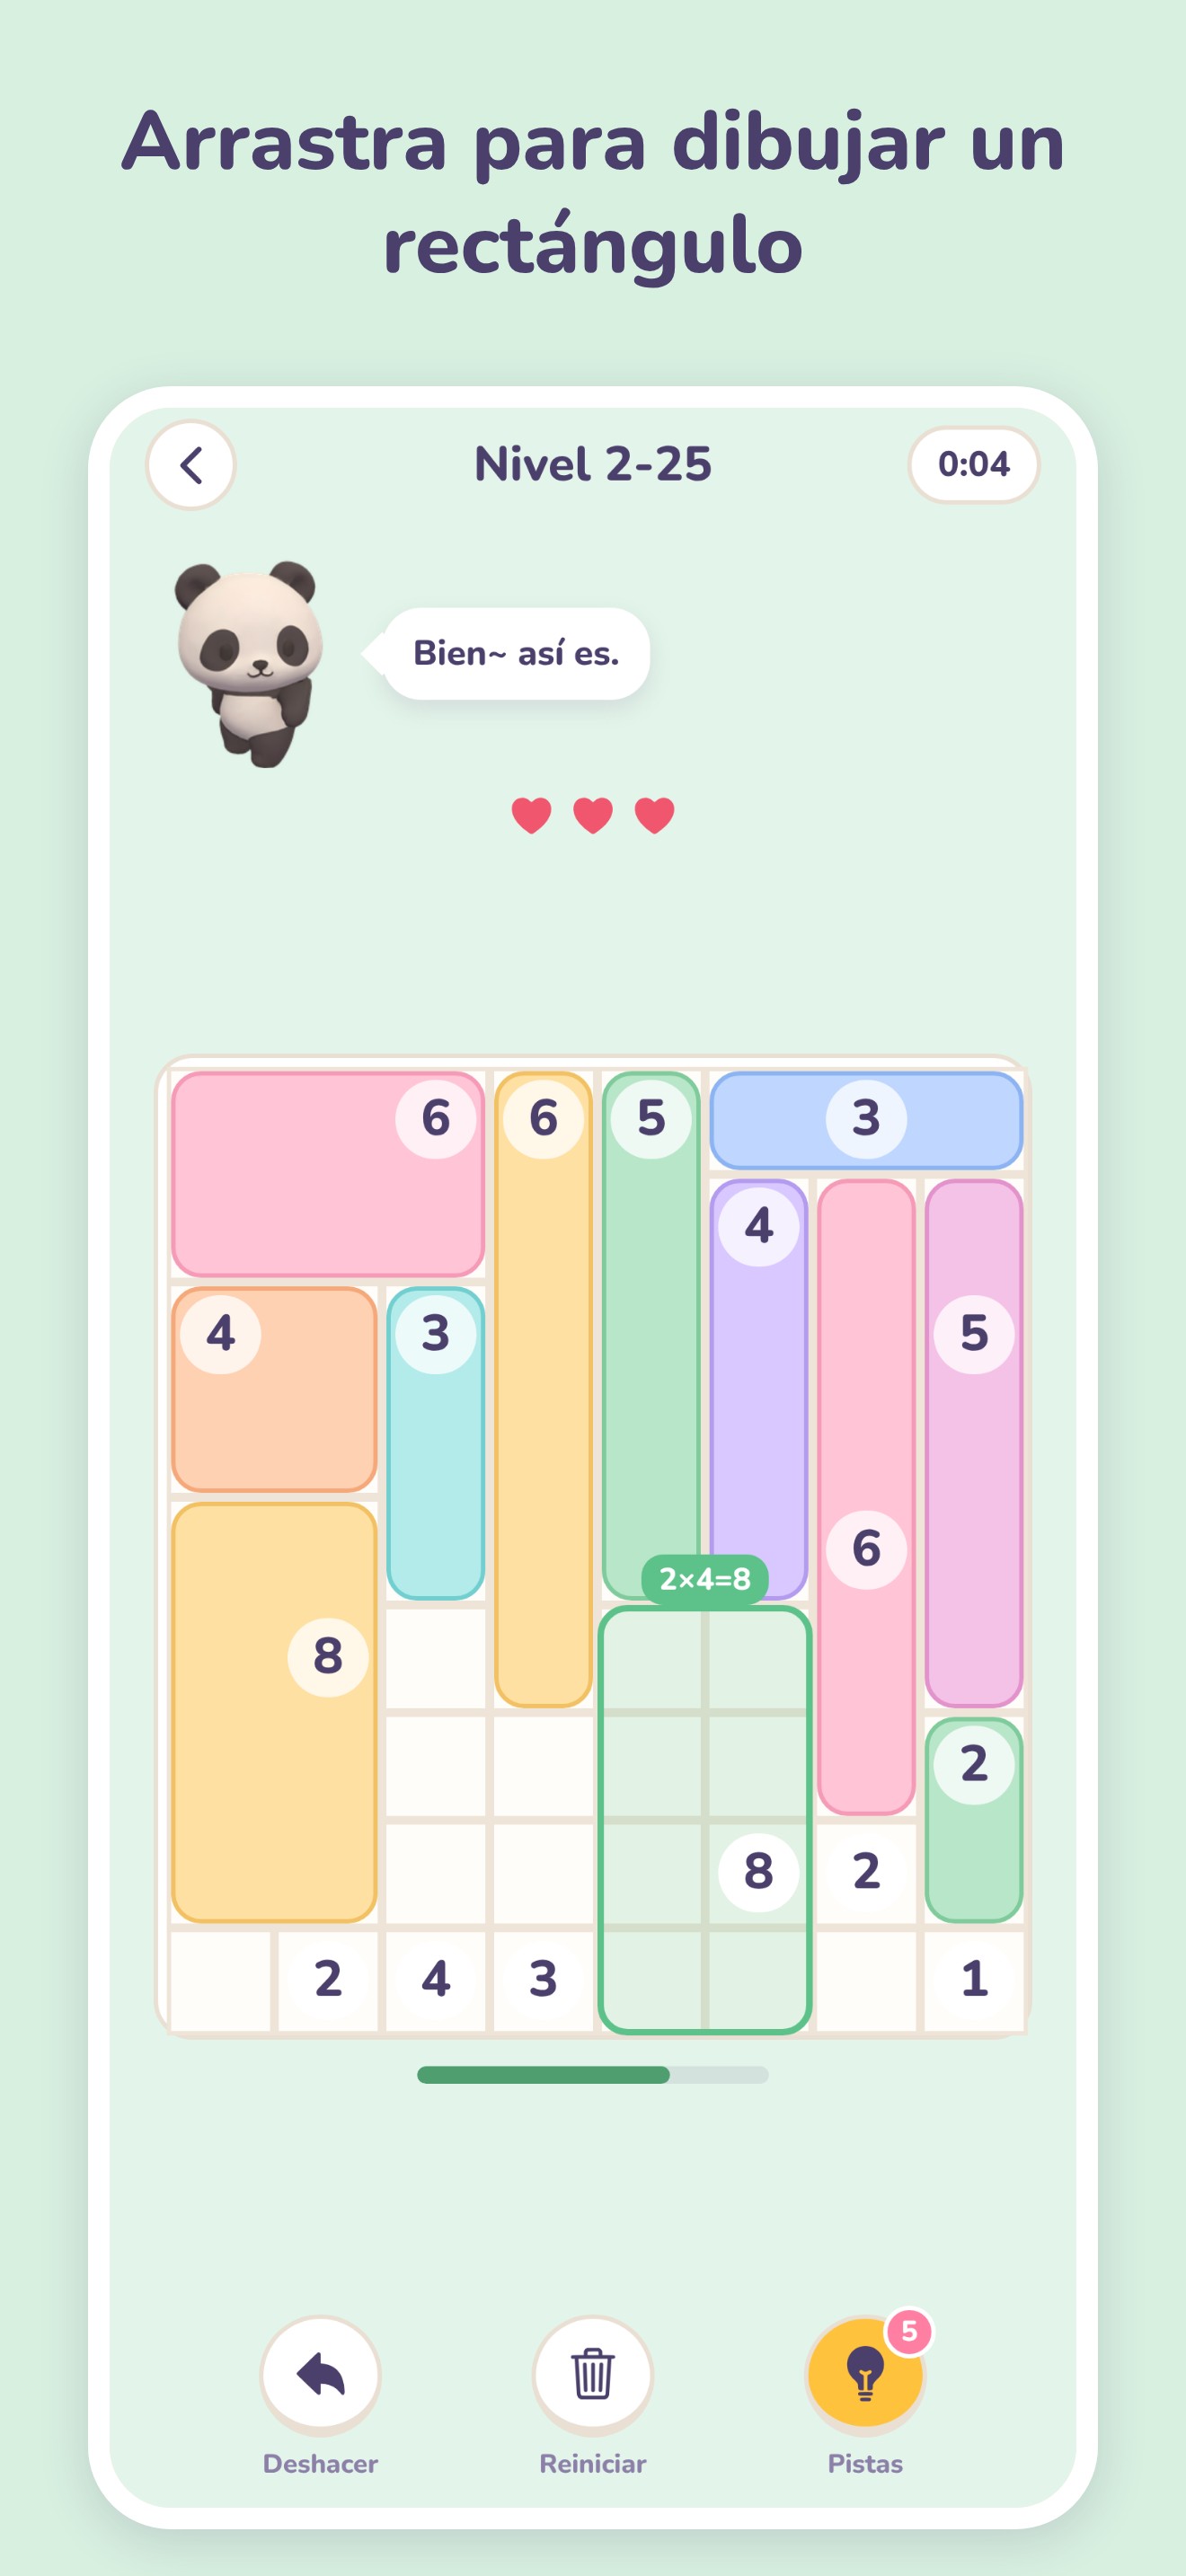 Arrastra para dibujar un
rectángulo
Nivel 2-25
0:04
Bien~ así es.
6 6 5 3
4
4 3 5
6
2×4=8
8
2
8 2
2 4 3 1
5
Deshacer Reiniciar Pistas